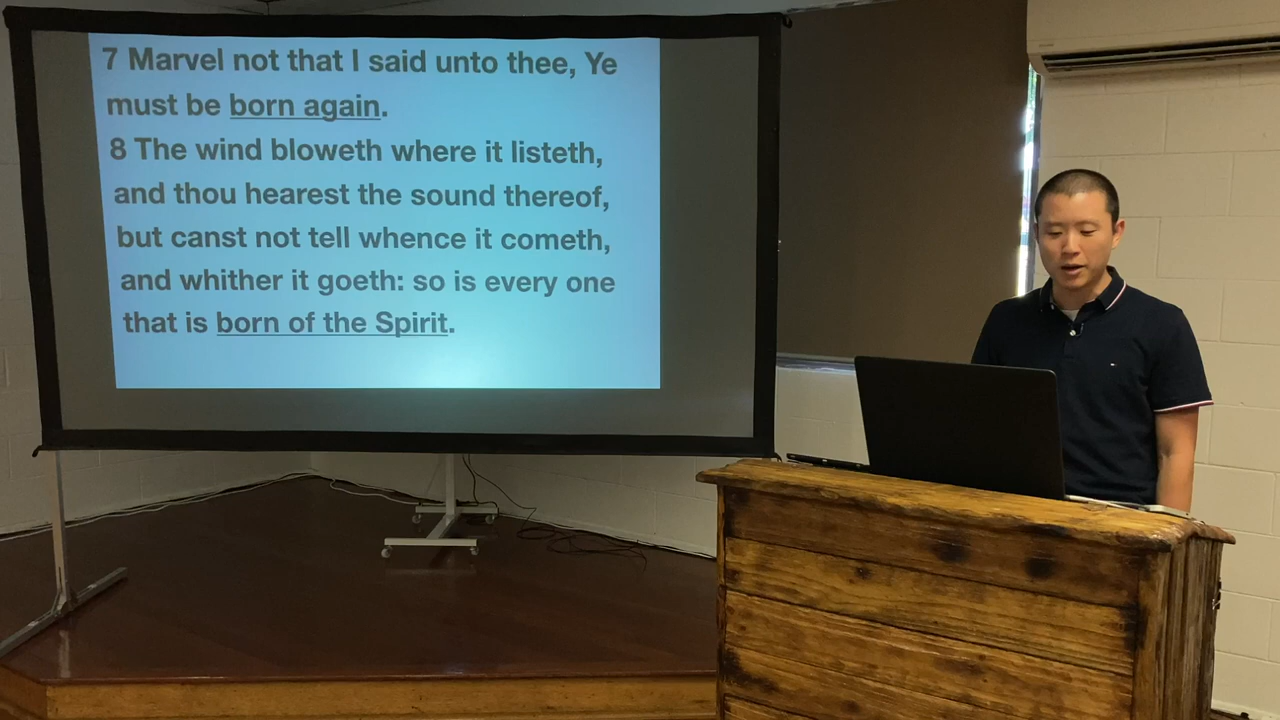 7 Marvel not that I said unto thee, Ye
must be born again.
8 The wind bloweth where it listeth,
and thou hearest the sound thereof,
but canst not tell whence it cometh,
and whither it goeth: so is every one
that is born of the Spirit.